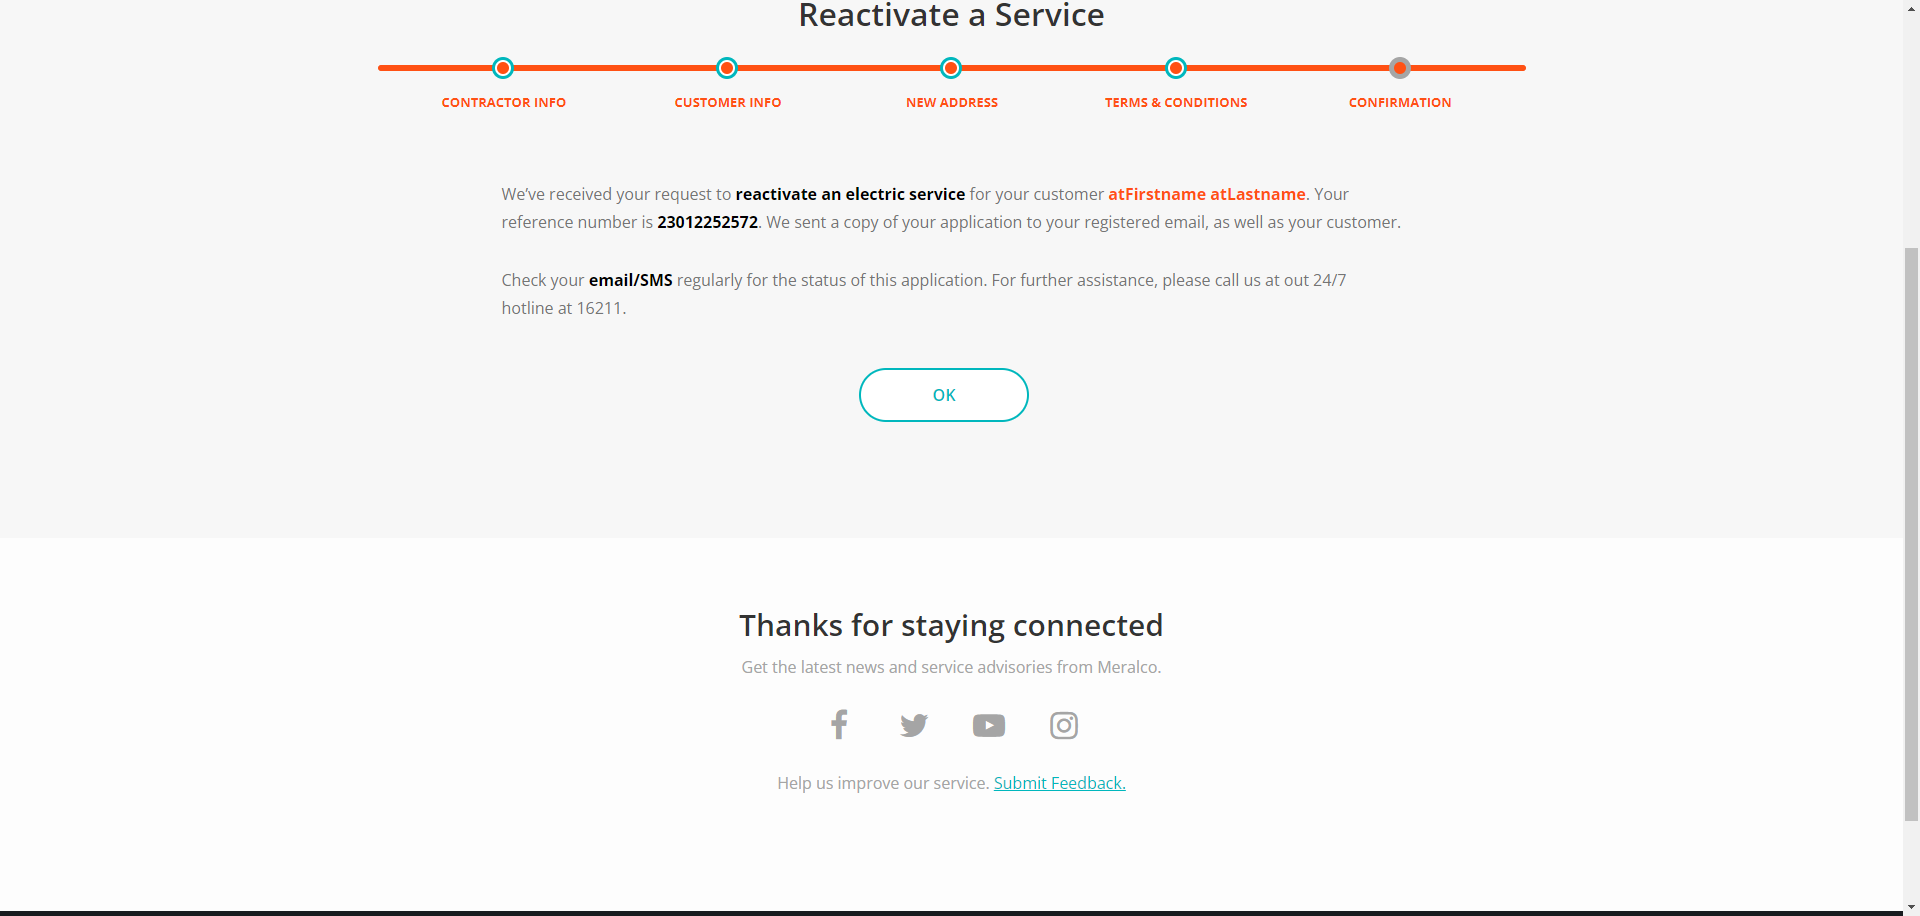 Reactivate a Service
CONTRACTOR INFO
CUSTOMER INFO
NEW ADDRESS
TERMS & CONDITIONS
CONFIRMATION
We’ve received your request to reactivate an electric service for your customer atFirstname atLastname. Your
reference number is 23012252572. We sent a copy of your application to your registered email, as well as your customer.
Check your email/SMS regularly for the status of this application. For further assistance, please call us at out 24/7
hotline at 16211.
OK
Thanks for staying connected
Get the latest news and service advisories from Meralco.
Help us improve our service. Submit Feedback.